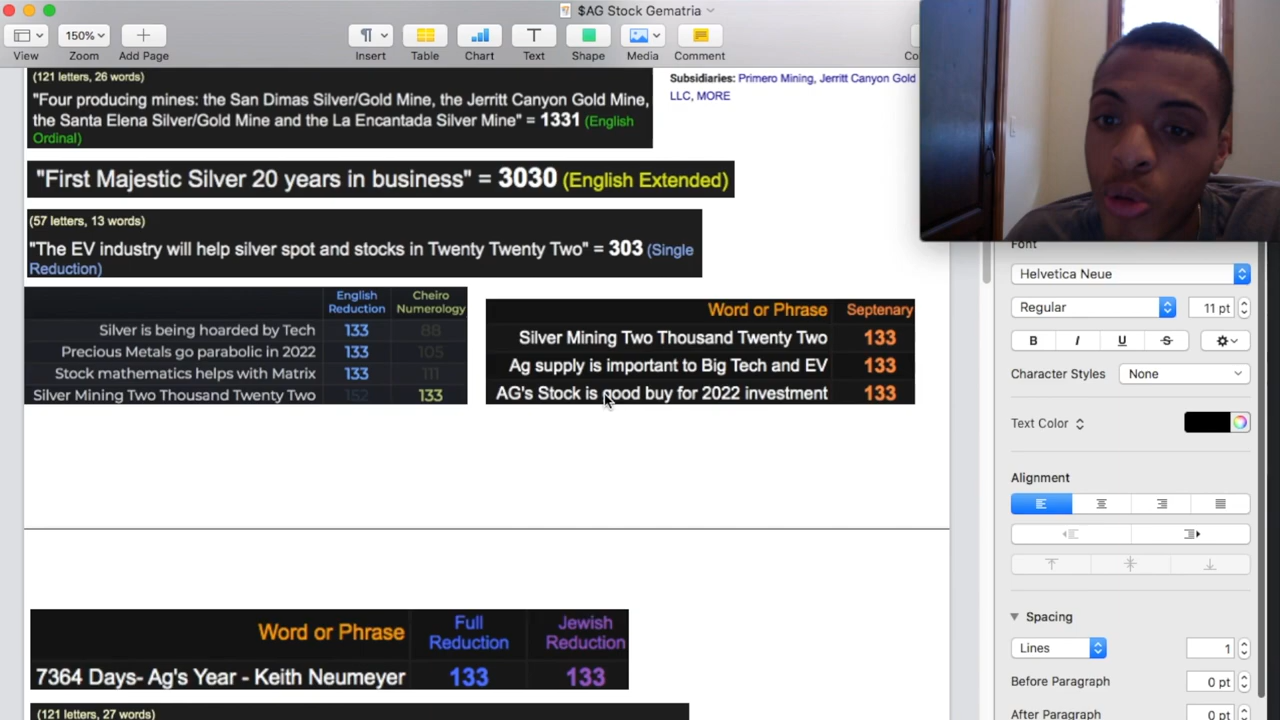 $AG Stock Gematria
150%
View
Zoom
Add Page
Insert
Table
Chart
Text
Shape
Media
Comment
(121 letters, 26 words)
"Four producing mines: the San Dimas Silver/Gold Mine, the Jerritt Canyon Gold Mine,
the Santa Elena Silver/Gold Mine and the La Encantada Silver Mine" = 1331 (English
Ordinal)
Subsidiaries: Primero Mining, Jerritt Canyon Gold
LLC, MORE
"First Majestic Silver 20 years in business" = 3030 (English Extended)
(57 letters, 13 words)
"The EV industry will help silver spot and stocks in Twenty Twenty Two" = 303 (Single
Reduction)
English Cheiro
Reduction Numerology
Silver is being hoarded by Tech 133 88
Precious Metals go parabolic in 2022 133 105
Stock mathematics helps with Matrix 133 111
Silver Mining Two Thousand Twenty Two 152 133
Word or Phrase Septenary
Silver Mining Two Thousand Twenty Two 133
Ag supply is important to Big Tech and EV 133
AG's Stock is good buy for 2022 investment 133
Full Jewish
Word or Phrase Reduction Reduction
7364 Days- Ag's Year - Keith Neumeyer 133 133
(121 letters, 27 words)
Font
Helvetica Neue
Regular 11 pt
B I U S
Character Styles None
Text Color
Alignment
Spacing
Lines 1
Before Paragraph 0 pt
After Paragraph 0 pt